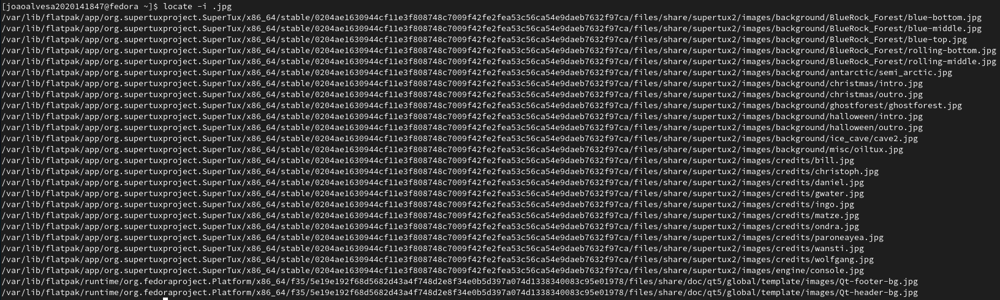 [joaoalvesa2020141847@fedora ~]$ locate -i .jpg
/var/lib/flatpak/app/org.supertuxproject.SuperTux/x86_64/stable/0204ae1630944cf11e3f808748c7009f42fe2fea53c56ca54e9daeb7632f97ca/files/share/supertux2/images/background/BlueRock_Forest/blue-bottom.jpg
/var/lib/flatpak/app/org.supertuxproject.SuperTux/x86_64/stable/0204ae1630944cf11e3f808748c7009f42fe2fea53c56ca54e9daeb7632f97ca/files/share/supertux2/images/background/BlueRock_Forest/blue-middle.jpg
/var/lib/flatpak/app/org.supertuxproject.SuperTux/x86_64/stable/0204ae1630944cf11e3f808748c7009f42fe2fea53c56ca54e9daeb7632f97ca/files/share/supertux2/images/background/BlueRock_Forest/blue-top.jpg
/var/lib/flatpak/app/org.supertuxproject.SuperTux/x86_64/stable/0204ae1630944cf11e3f808748c7009f42fe2fea53c56ca54e9daeb7632f97ca/files/share/supertux2/images/background/BlueRock_Forest/rolling-bottom.jpg
/var/lib/flatpak/app/org.supertuxproject.SuperTux/x86_64/stable/0204ae1630944cf11e3f808748c7009f42fe2fea53c56ca54e9daeb7632f97ca/files/share/supertux2/images/background/BlueRock_Forest/rolling-middle.jpg
/var/lib/flatpak/app/org.supertuxproject.SuperTux/x86_64/stable/0204ae1630944cf11e3f808748c7009f42fe2fea53c56ca54e9daeb7632f97ca/files/share/supertux2/images/background/antarctic/semi_arctic.jpg
/var/lib/flatpak/app/org.supertuxproject.SuperTux/x86_64/stable/0204ae1630944cf11e3f808748c7009f42fe2fea53c56ca54e9daeb7632f97ca/files/share/supertux2/images/background/christmas/intro.jpg
/var/lib/flatpak/app/org.supertuxproject.SuperTux/x86_64/stable/0204ae1630944cf11e3f808748c7009f42fe2fea53c56ca54e9daeb7632f97ca/files/share/supertux2/images/background/christmas/outro.jpg
/var/lib/flatpak/app/org.supertuxproject.SuperTux/x86_64/stable/0204ae1630944cf11e3f808748c7009f42fe2fea53c56ca54e9daeb7632f97ca/files/share/supertux2/images/background/ghostforest/ghostforest.jpg
/var/lib/flatpak/app/org.supertuxproject.SuperTux/x86_64/stable/0204ae1630944cf11e3f808748c7009f42fe2fea53c56ca54e9daeb7632f97ca/files/share/supertux2/images/background/halloween/intro.jpg
/var/lib/flatpak/app/org.supertuxproject.SuperTux/x86_64/stable/0204ae1630944cf11e3f808748c7009f42fe2fea53c56ca54e9daeb7632f97ca/files/share/supertux2/images/background/halloween/outro.jpg
/var/lib/flatpak/app/org.supertuxproject.SuperTux/x86_64/stable/0204ae1630944cf11e3f808748c7009f42fe2fea53c56ca54e9daeb7632f97ca/files/share/supertux2/images/background/ice_cave/cave2.jpg
/var/lib/flatpak/app/org.supertuxproject.SuperTux/x86_64/stable/0204ae1630944cf11e3f808748c7009f42fe2fea53c56ca54e9daeb7632f97ca/files/share/supertux2/images/background/misc/oiltux.jpg
/var/lib/flatpak/app/org.supertuxproject.SuperTux/x86_64/stable/0204ae1630944cf11e3f808748c7009f42fe2fea53c56ca54e9daeb7632f97ca/files/share/supertux2/images/credits/bill.jpg
/var/lib/flatpak/app/org.supertuxproject.SuperTux/x86_64/stable/0204ae1630944cf11e3f808748c7009f42fe2fea53c56ca54e9daeb7632f97ca/files/share/supertux2/images/credits/christoph.jpg
/var/lib/flatpak/app/org.supertuxproject.SuperTux/x86_64/stable/0204ae1630944cf11e3f808748c7009f42fe2fea53c56ca54e9daeb7632f97ca/files/share/supertux2/images/credits/daniel.jpg
/var/lib/flatpak/app/org.supertuxproject.SuperTux/x86_64/stable/0204ae1630944cf11e3f808748c7009f42fe2fea53c56ca54e9daeb7632f97ca/files/share/supertux2/images/credits/gwater.jpg
/var/lib/flatpak/app/org.supertuxproject.SuperTux/x86_64/stable/0204ae1630944cf11e3f808748c7009f42fe2fea53c56ca54e9daeb7632f97ca/files/share/supertux2/images/credits/ingo.jpg
/var/lib/flatpak/app/org.supertuxproject.SuperTux/x86_64/stable/0204ae1630944cf11e3f808748c7009f42fe2fea53c56ca54e9daeb7632f97ca/files/share/supertux2/images/credits/matze.jpg
/var/lib/flatpak/app/org.supertuxproject.SuperTux/x86_64/stable/0204ae1630944cf11e3f808748c7009f42fe2fea53c56ca54e9daeb7632f97ca/files/share/supertux2/images/credits/ondra.jpg
/var/lib/flatpak/app/org.supertuxproject.SuperTux/x86_64/stable/0204ae1630944cf11e3f808748c7009f42fe2fea53c56ca54e9daeb7632f97ca/files/share/supertux2/images/credits/paroneayea.jpg
/var/lib/flatpak/app/org.supertuxproject.SuperTux/x86_64/stable/0204ae1630944cf11e3f808748c7009f42fe2fea53c56ca54e9daeb7632f97ca/files/share/supertux2/images/credits/wansti.jpg
/var/lib/flatpak/app/org.supertuxproject.SuperTux/x86_64/stable/0204ae1630944cf11e3f808748c7009f42fe2fea53c56ca54e9daeb7632f97ca/files/share/supertux2/images/credits/wolfgang.jpg
/var/lib/flatpak/app/org.supertuxproject.SuperTux/x86_64/stable/0204ae1630944cf11e3f808748c7009f42fe2fea53c56ca54e9daeb7632f97ca/files/share/supertux2/images/engine/console.jpg
/var/lib/flatpak/runtime/org.fedoraproject.Platform/x86_64/f35/5e19e192f68d5682d43a4f748d2e8f34e0b5d397a074d1338340083c95e01978/files/share/doc/qt5/global/template/images/Qt-footer-bg.jpg
/var/lib/flatpak/runtime/org.fedoraproject.Platform/x86_64/f35/5e19e192f68d5682d43a4f748d2e8f34e0b5d397a074d1338340083c95e01978/files/share/doc/qt5/global/template/images/Qt-header-bg.jpg